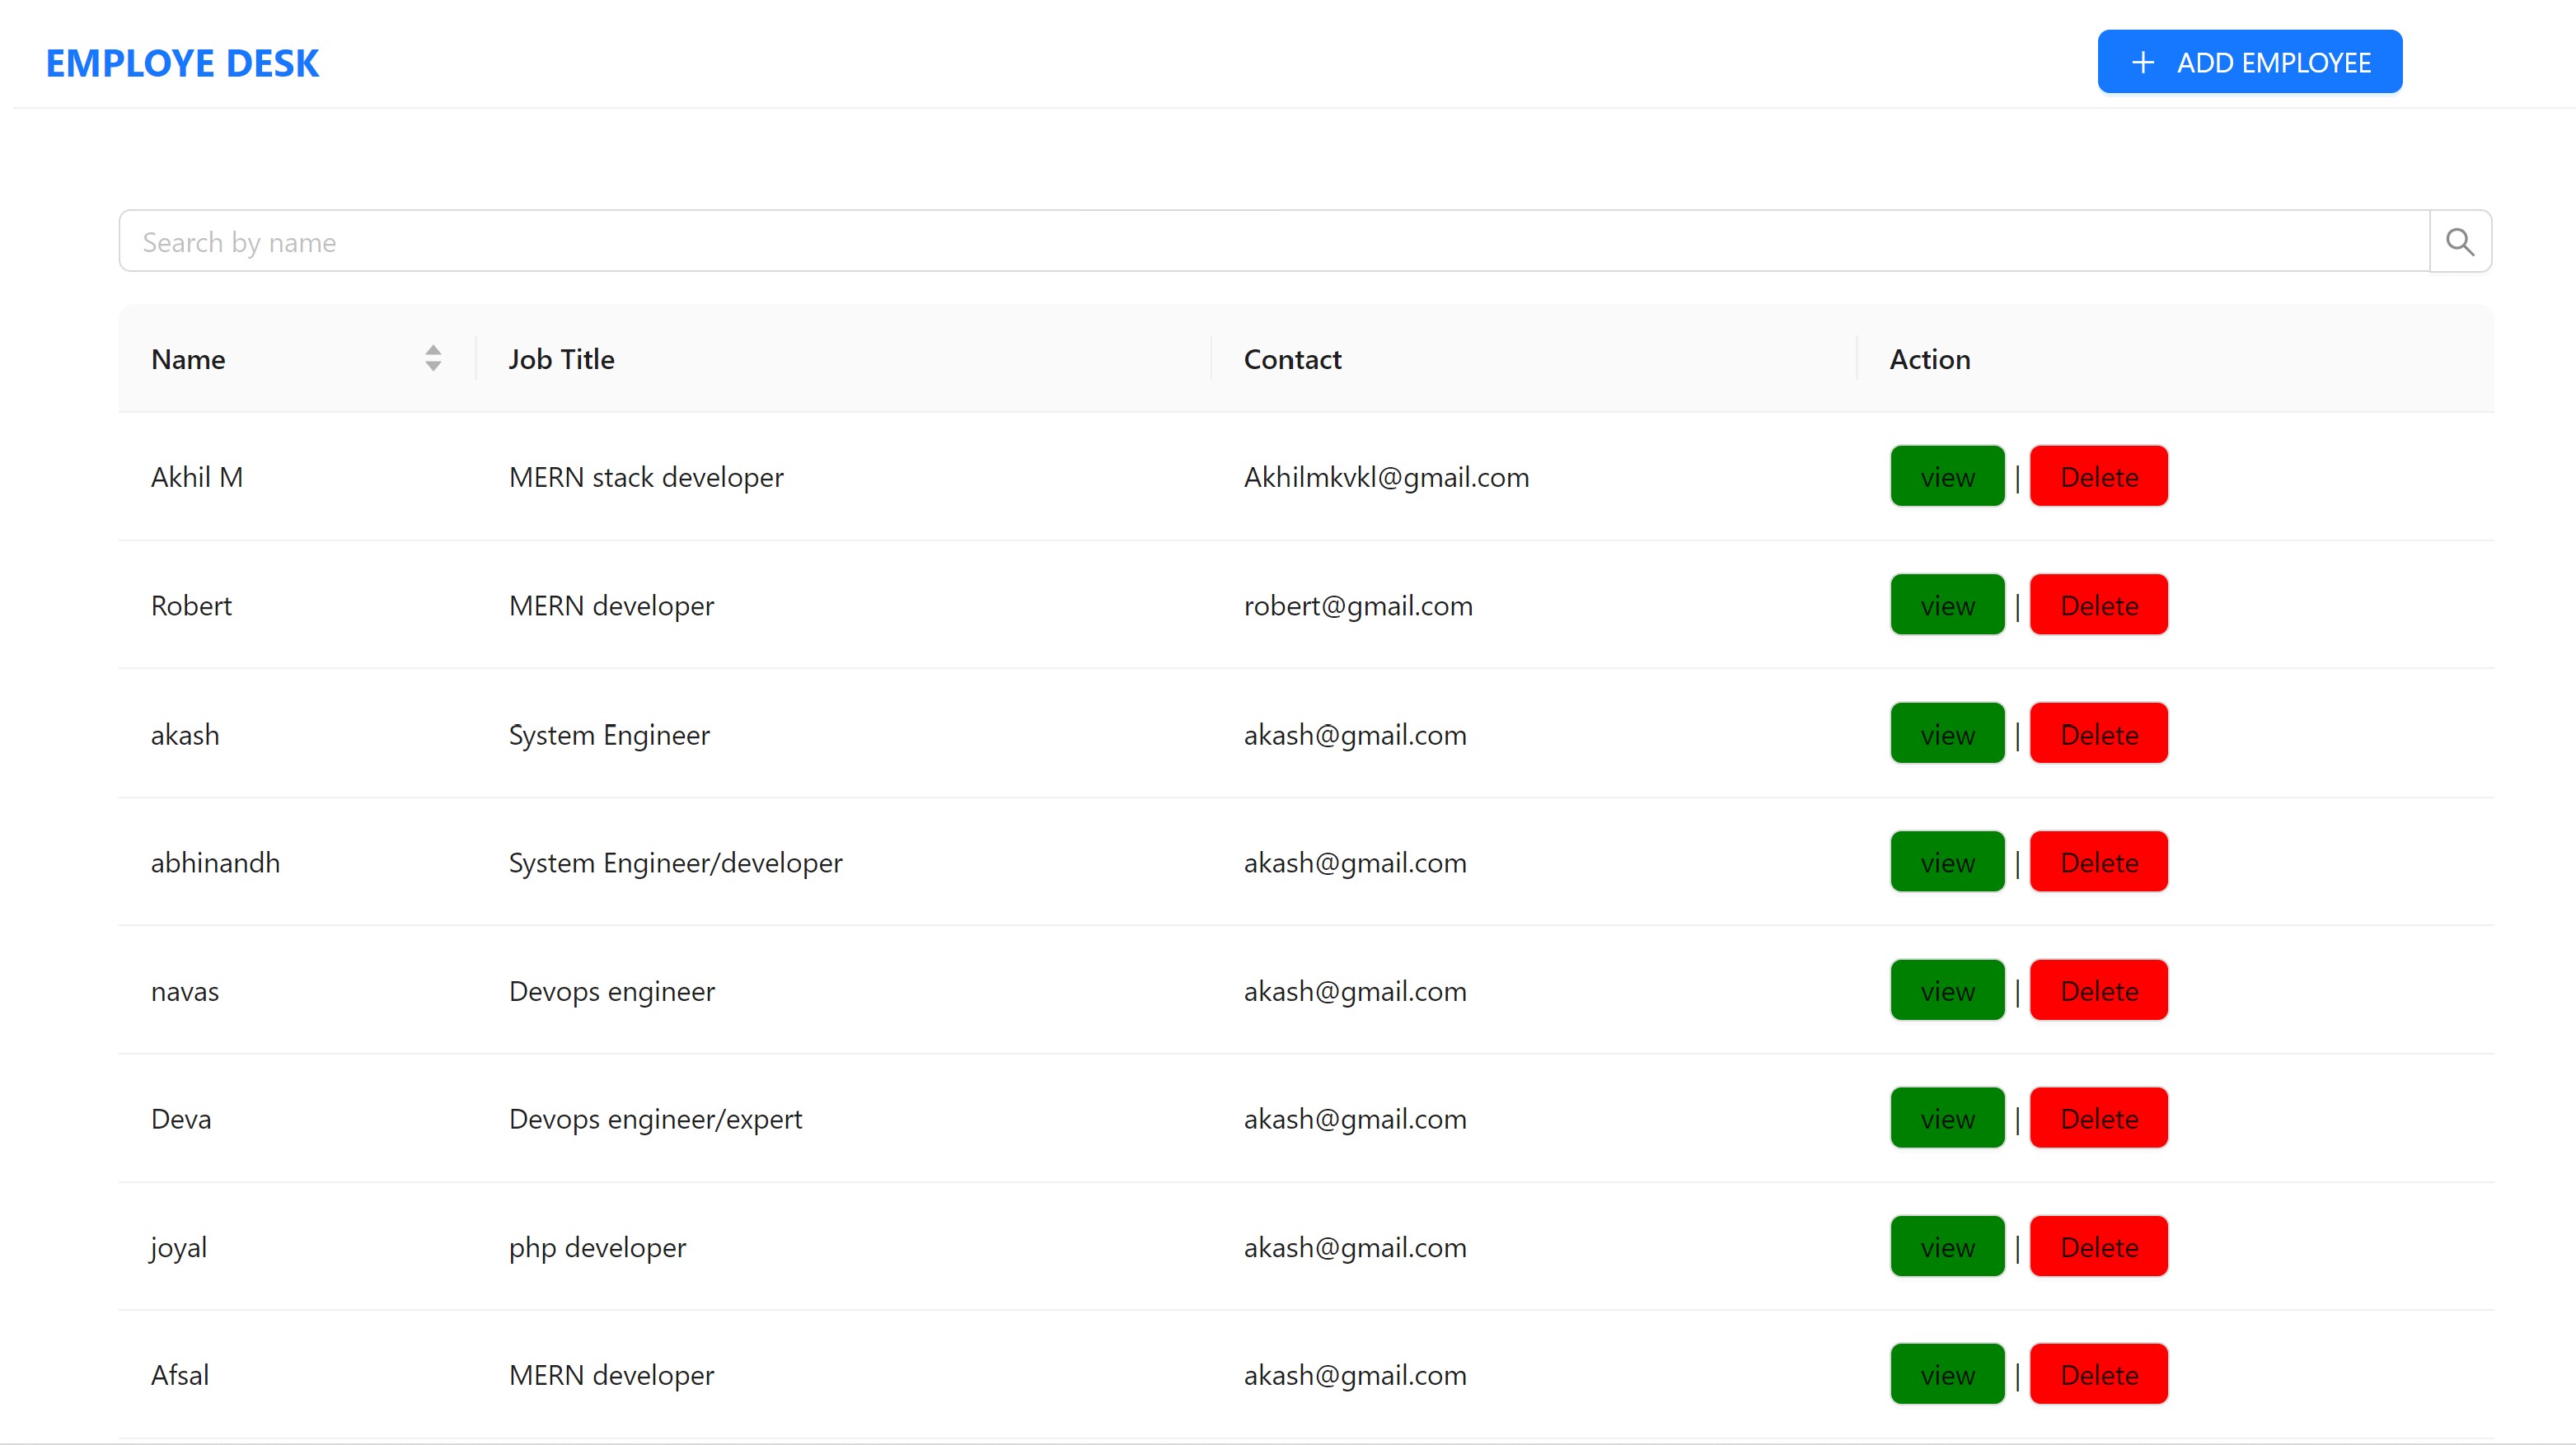 EMPLOYE DESK
+ ADD EMPLOYEE
Search by name
Name Job Title Contact Action
Akhil M MERN stack developer Akhilmkvkl@gmail.com view | Delete
Robert MERN developer robert@gmail.com view | Delete
akash System Engineer akash@gmail.com view | Delete
abhinandh System Engineer/developer akash@gmail.com view | Delete
navas Devops engineer akash@gmail.com view | Delete
Deva Devops engineer/expert akash@gmail.com view | Delete
joyal php developer akash@gmail.com view | Delete
Afsal MERN developer akash@gmail.com view | Delete